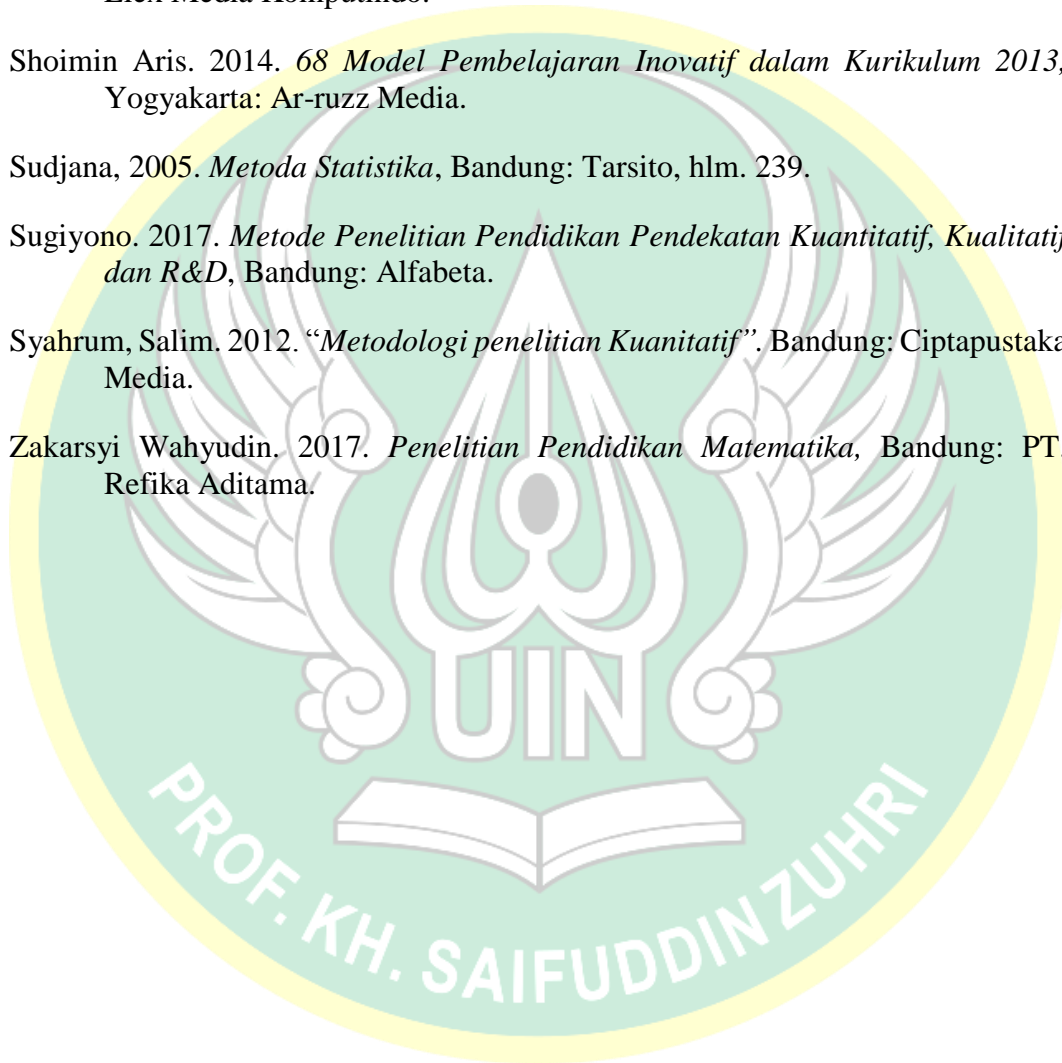 Elex Media Komputindo.
Shoimin Aris. 2014. 68 Model Pembelajaran Inovatif dalam Kurikulum 2013,
Yogyakarta: Ar-ruzz Media.
Sudjana, 2005. Metoda Statistika, Bandung: Tarsito, hlm. 239.
Sugiyono. 2017. Metode Penelitian Pendidikan Pendekatan Kuantitatif, Kualitatif
dan R&D, Bandung: Alfabeta.
Syahrum, Salim. 2012. “Metodologi penelitian Kuanitatif”. Bandung: Ciptapustaka
Media.
Zakarsyi Wahyudin. 2017. Penelitian Pendidikan Matematika, Bandung: PT.
Refika Aditama.
UIN
PROF. KH. SAIFUDDIN ZUHRI